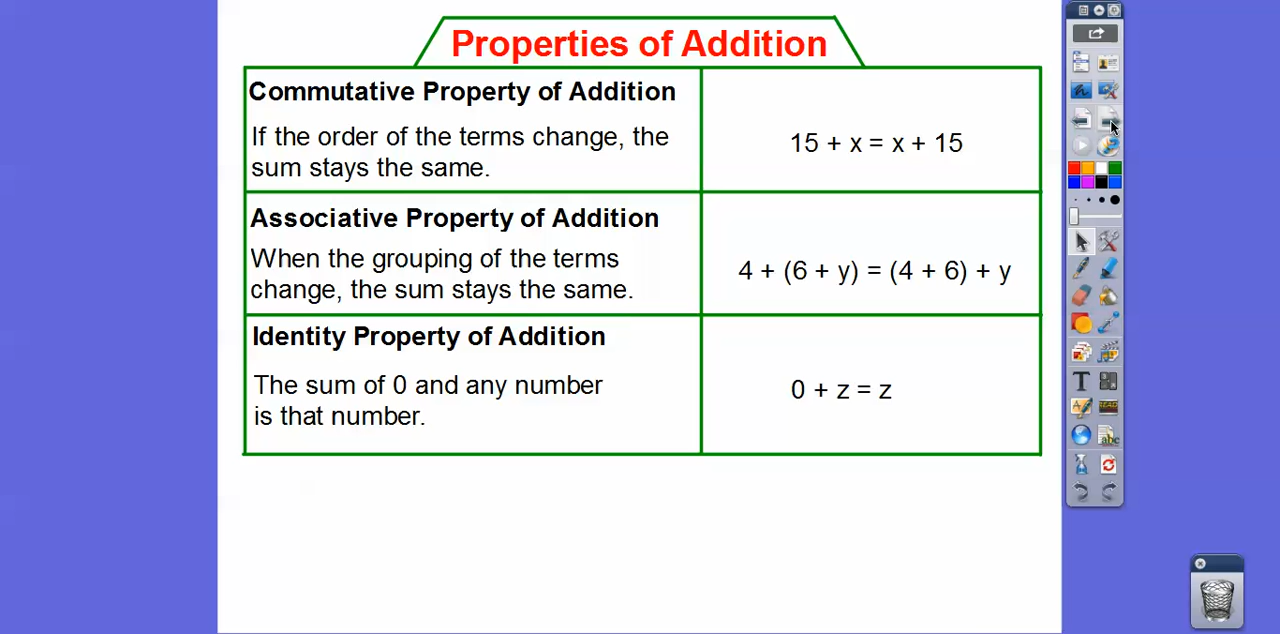 Properties of Addition
Commutative Property of Addition
If the order of the terms change, the
sum stays the same.
15 + x = x + 15
Associative Property of Addition
When the grouping of the terms
change, the sum stays the same.
4 + (6 + y) = (4 + 6) + y
Identity Property of Addition
The sum of 0 and any number
is that number.
0 + z = z